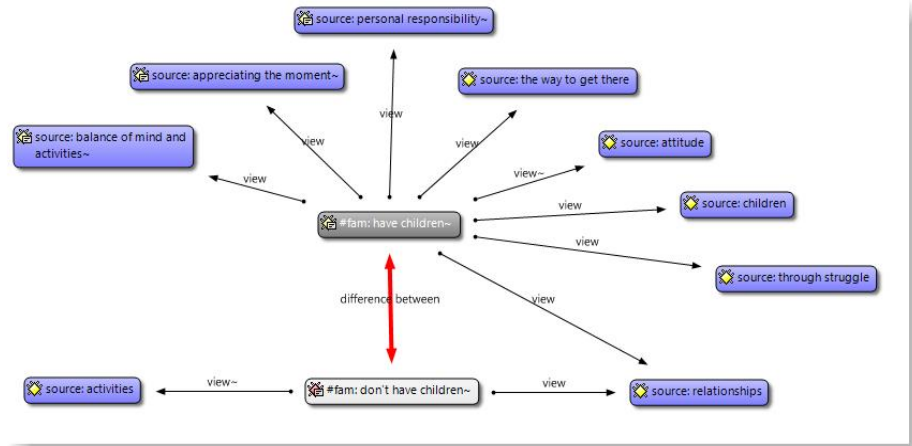 source: personal responsibility~
source: appreciating the moment~
source: the way to get there
view
source: balance of mind and
activities~
view
view
source: attitude
view
view~
source: children
view
#fam: have children~
view
source: through struggle
difference between
view
source: activities
view~
#fam: don't have children~
view
source: relationships